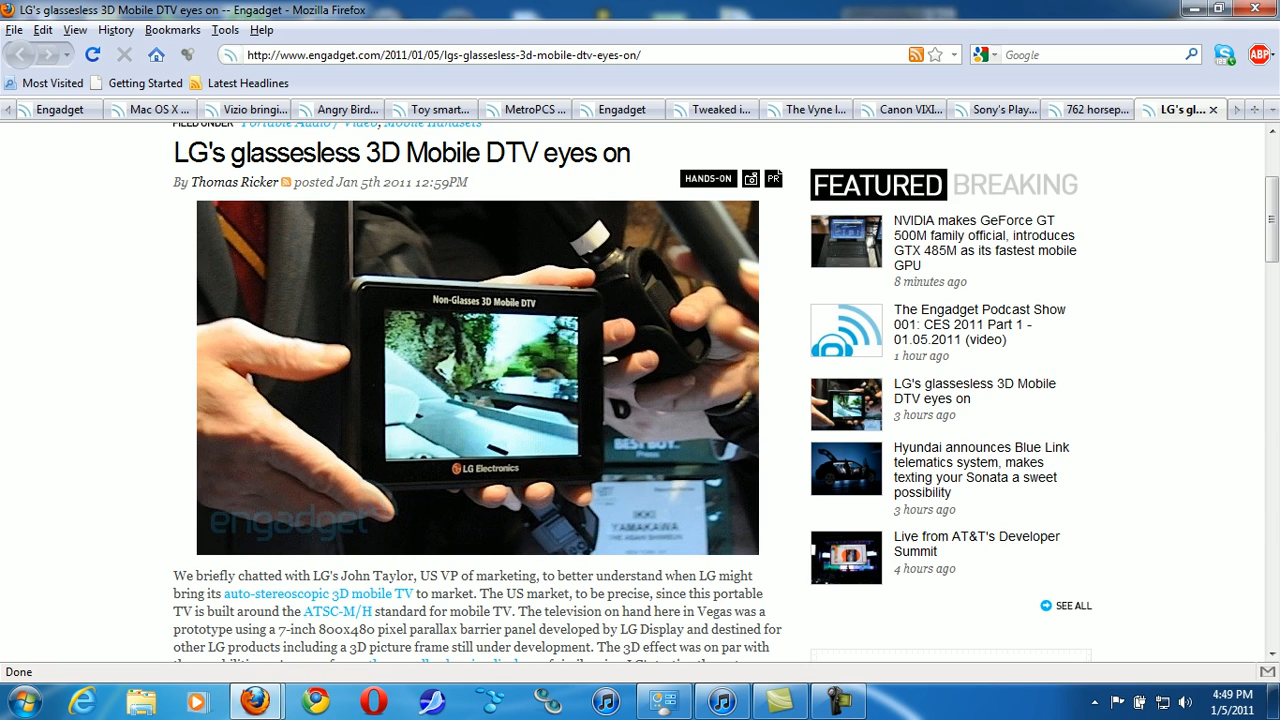 LG's glassesless 3D Mobile DTV eyes on -- Engadget - Mozilla Firefox
File Edit View History Bookmarks Tools Help
http://www.engadget.com/2011/01/05/lgs-glassesless-3d-mobile-dtv-eyes-on/
Google
ABP
Most Visited Getting Started Latest Headlines
Engadget
Mac OS X ...
Vizio bringi...
Angry Bird...
Toy smart...
MetroPCS ...
Engadget
Tweaked i...
The Vyne l...
Canon VIXI...
Sony's Play...
762 horsep...
LG's gl...
FILED UNDER Portable Audio / Video, Mobile Handsets
LG's glassesless 3D Mobile DTV eyes on
By Thomas Ricker posted Jan 5th 2011 12:59PM
HANDS-ON
PR
Non-Glasses 3D Mobile DTV
LG Electronics
BEST BUY
Press
YAMAKAWA
engadget
We briefly chatted with LG's John Taylor, US VP of marketing, to better understand when LG might
bring its auto-stereoscopic 3D mobile TV to market. The US market, to be precise, since this portable
TV is built around the ATSC-M/H standard for mobile TV. The television on hand here in Vegas was a
prototype using a 7-inch 800x480 pixel parallax barrier panel developed by LG Display and destined for
other LG products including a 3D picture frame still under development. The 3D effect was on par with
FEATURED BREAKING
NVIDIA makes GeForce GT
500M family official, introduces
GTX 485M as its fastest mobile
GPU
8 minutes ago
The Engadget Podcast Show
001: CES 2011 Part 1 -
01.05.2011 (video)
1 hour ago
LG's glassesless 3D Mobile
DTV eyes on
3 hours ago
Hyundai announces Blue Link
telematics system, makes
texting your Sonata a sweet
possibility
3 hours ago
Live from AT&T's Developer
Summit
4 hours ago
SEE ALL
Done
4:49 PM
1/5/2011